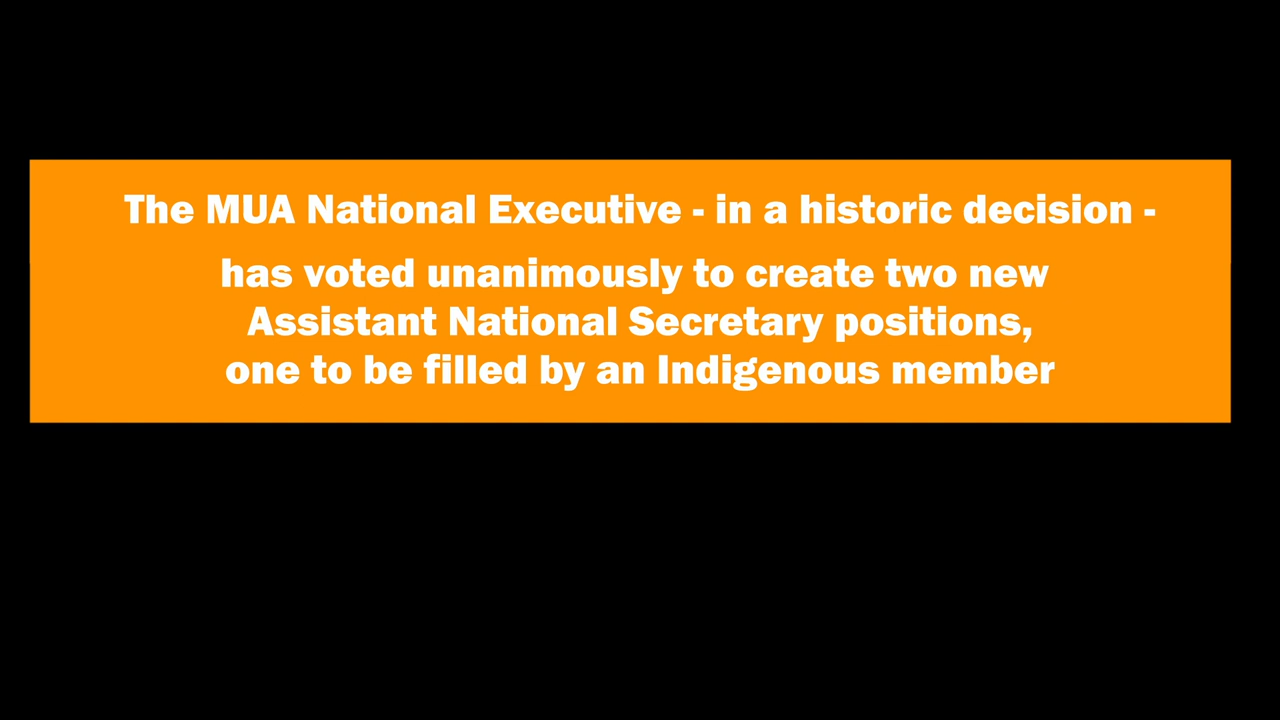 The MUA National Executive - in a historic decision -
has voted unanimously to create two new
Assistant National Secretary positions,
one to be filled by an Indigenous member